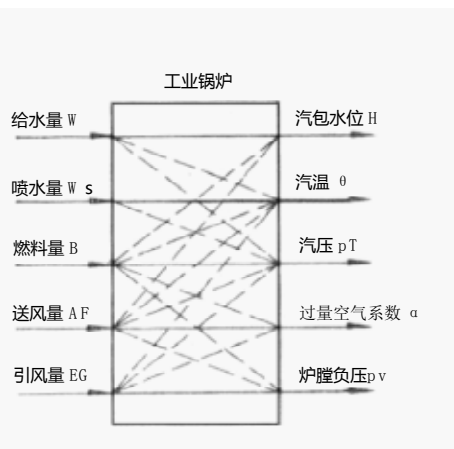 工业锅炉
给水量 W
汽包水位 H
喷水量 W s
汽温 θ
燃料量 B
汽压 pT
送风量 AF
过量空气系数 α
引风量 EG
炉膛负压pv